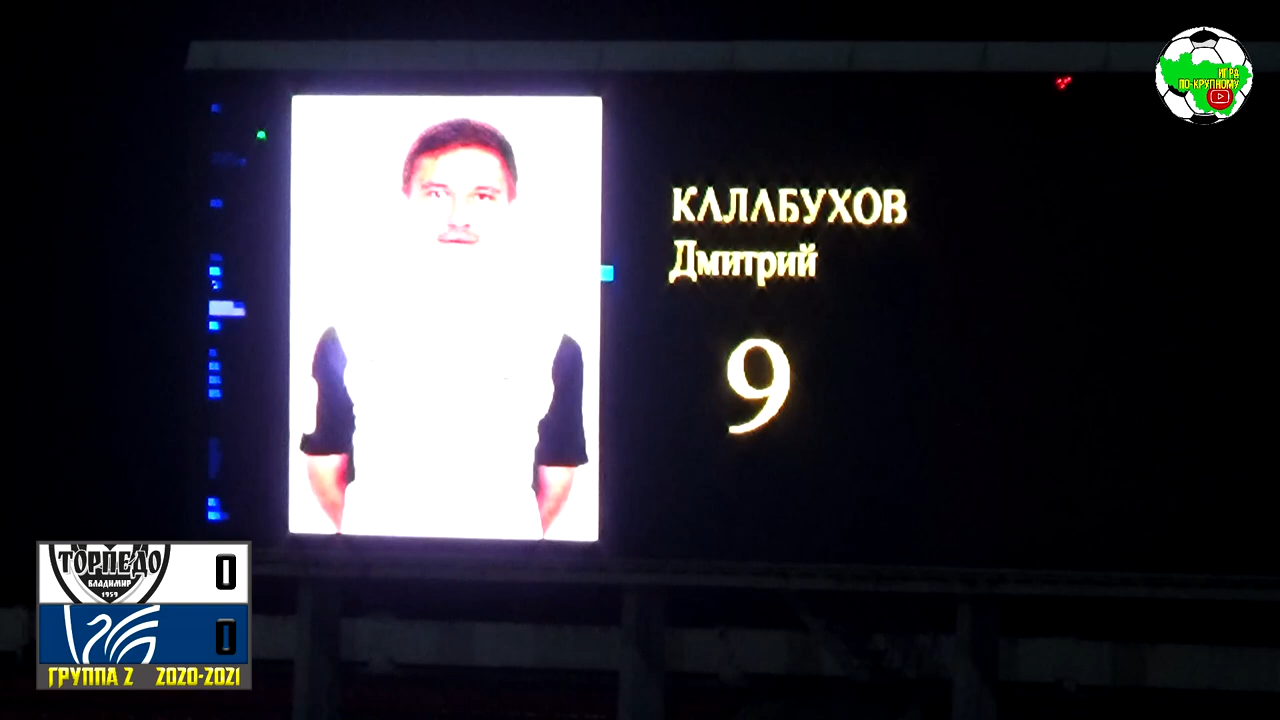 ИГРА
ПО-КРУПНОМУ
КАЛАБУХОВ
Дмитрий
9
ТОРПЕДО
ВЛАДИМИР
1959
0
0
ГРУППА 2 2020-2021